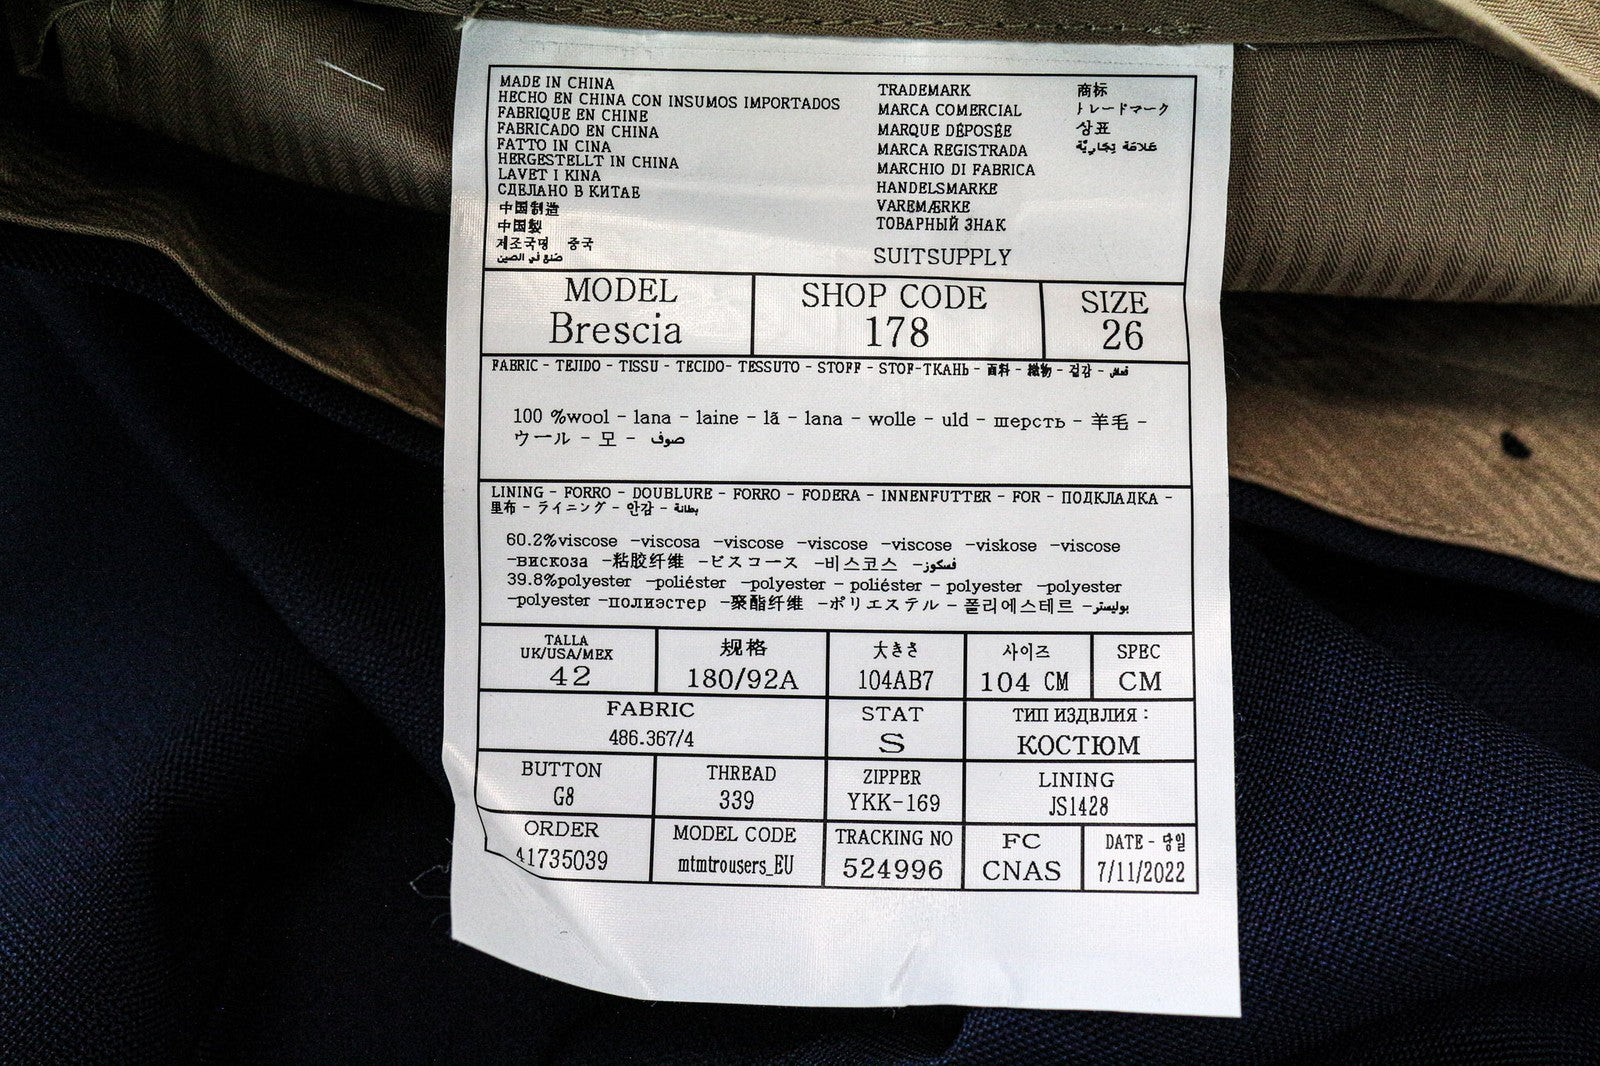 MADE IN CHINA
HECHO EN CHINA CON INSUMOS IMPORTADOS
FABRIQUE EN CHINE
FABRICADO EN CHINA
FATTO IN CINA
HERGESTELLT IN CHINA
LAVET I KINA
СДЕЛАНО В КИТАЕ
中国制造
中国製
제조국명 중국
صنع في الصين
TRADEMARK
MARCA COMERCIAL
MARQUE DÉPOSÉE
MARCA REGISTRADA
MARCHIO DI FABRICA
HANDELSMARKE
VAREMÆRKE
ТОВАРНЫЙ ЗНАК
商标
トレードマーク
상표
علامة تجارية
SUITSUPPLY
MODEL
Brescia
SHOP CODE
178
SIZE
26
FABRIC - TEJIDO - TISSU - TECIDO- TESSUTO - STOFF - STOF-ТКАНЬ - 面料 - 織物 - 겉감 - قماش
100 %wool - lana - laine - lã - lana - wolle - uld - шерсть - 羊毛 -
ウール - 모 - صوف
LINING - FORRO - DOUBLURE - FORRO - FODERA - INNENFUTTER - FOR - ПОДКЛАДКА -
里布 - ライニング - 안감 - بطانة
60.2%viscose -viscosa -viscose -viscose -viscose -viskose -viscose
-вискоза -粘胶纤维 -ビスコース -비스코스 -فسكوز
39.8%polyester -poliéster -polyester - poliéster - polyester -polyester
-polyester -полиэстер -聚酯纤维 -ポリエステル - 폴리에스테르 -بوليستر
TALLA
UK/USA/MEX
42
规格
180/92A
大きさ
104AB7
사이즈
104 CM
SPEC
CM
FABRIC
486.367/4
STAT
S
ТИП ИЗДЕЛИЯ :
КОСТЮМ
BUTTON
G8
THREAD
339
ZIPPER
YKK-169
LINING
JS1428
ORDER
41735039
MODEL CODE
mtmtrousers_EU
TRACKING NO
524996
FC
CNAS
DATE - 당일
7/11/2022